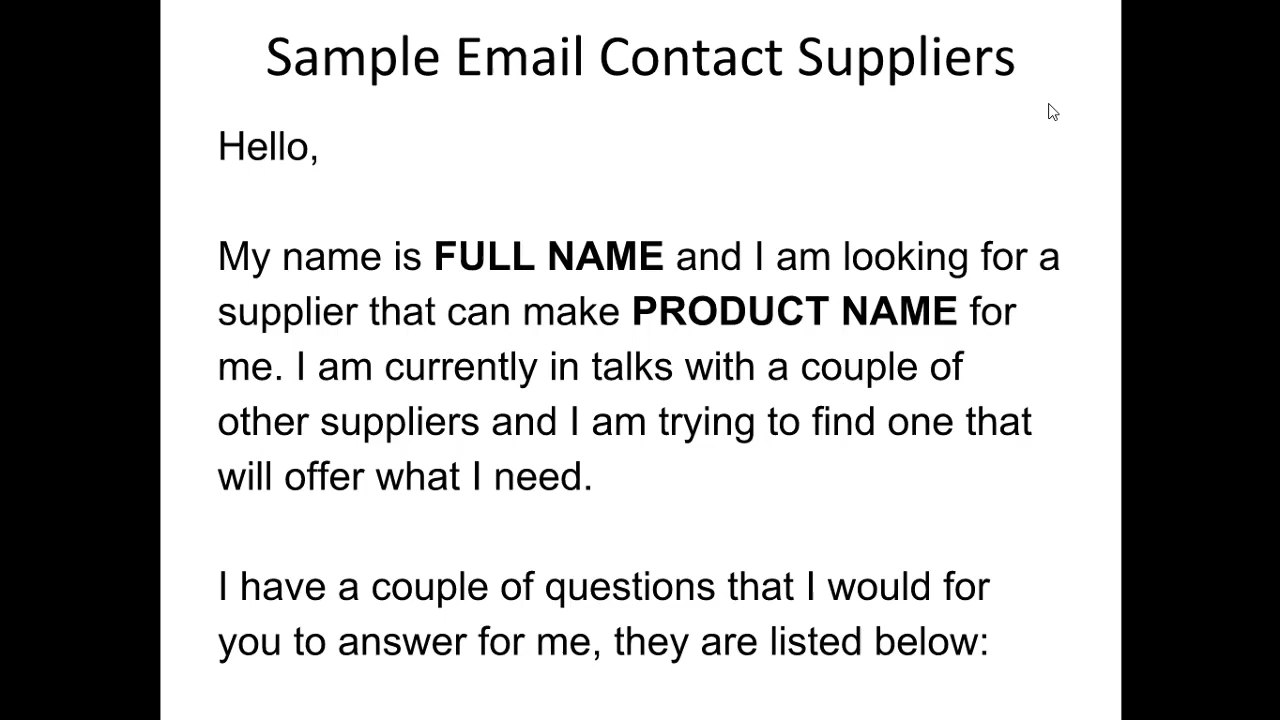 Sample Email Contact Suppliers
Hello,
My name is FULL NAME and I am looking for a
supplier that can make PRODUCT NAME for
me. I am currently in talks with a couple of
other suppliers and I am trying to find one that
will offer what I need.
I have a couple of questions that I would for
you to answer for me, they are listed below: